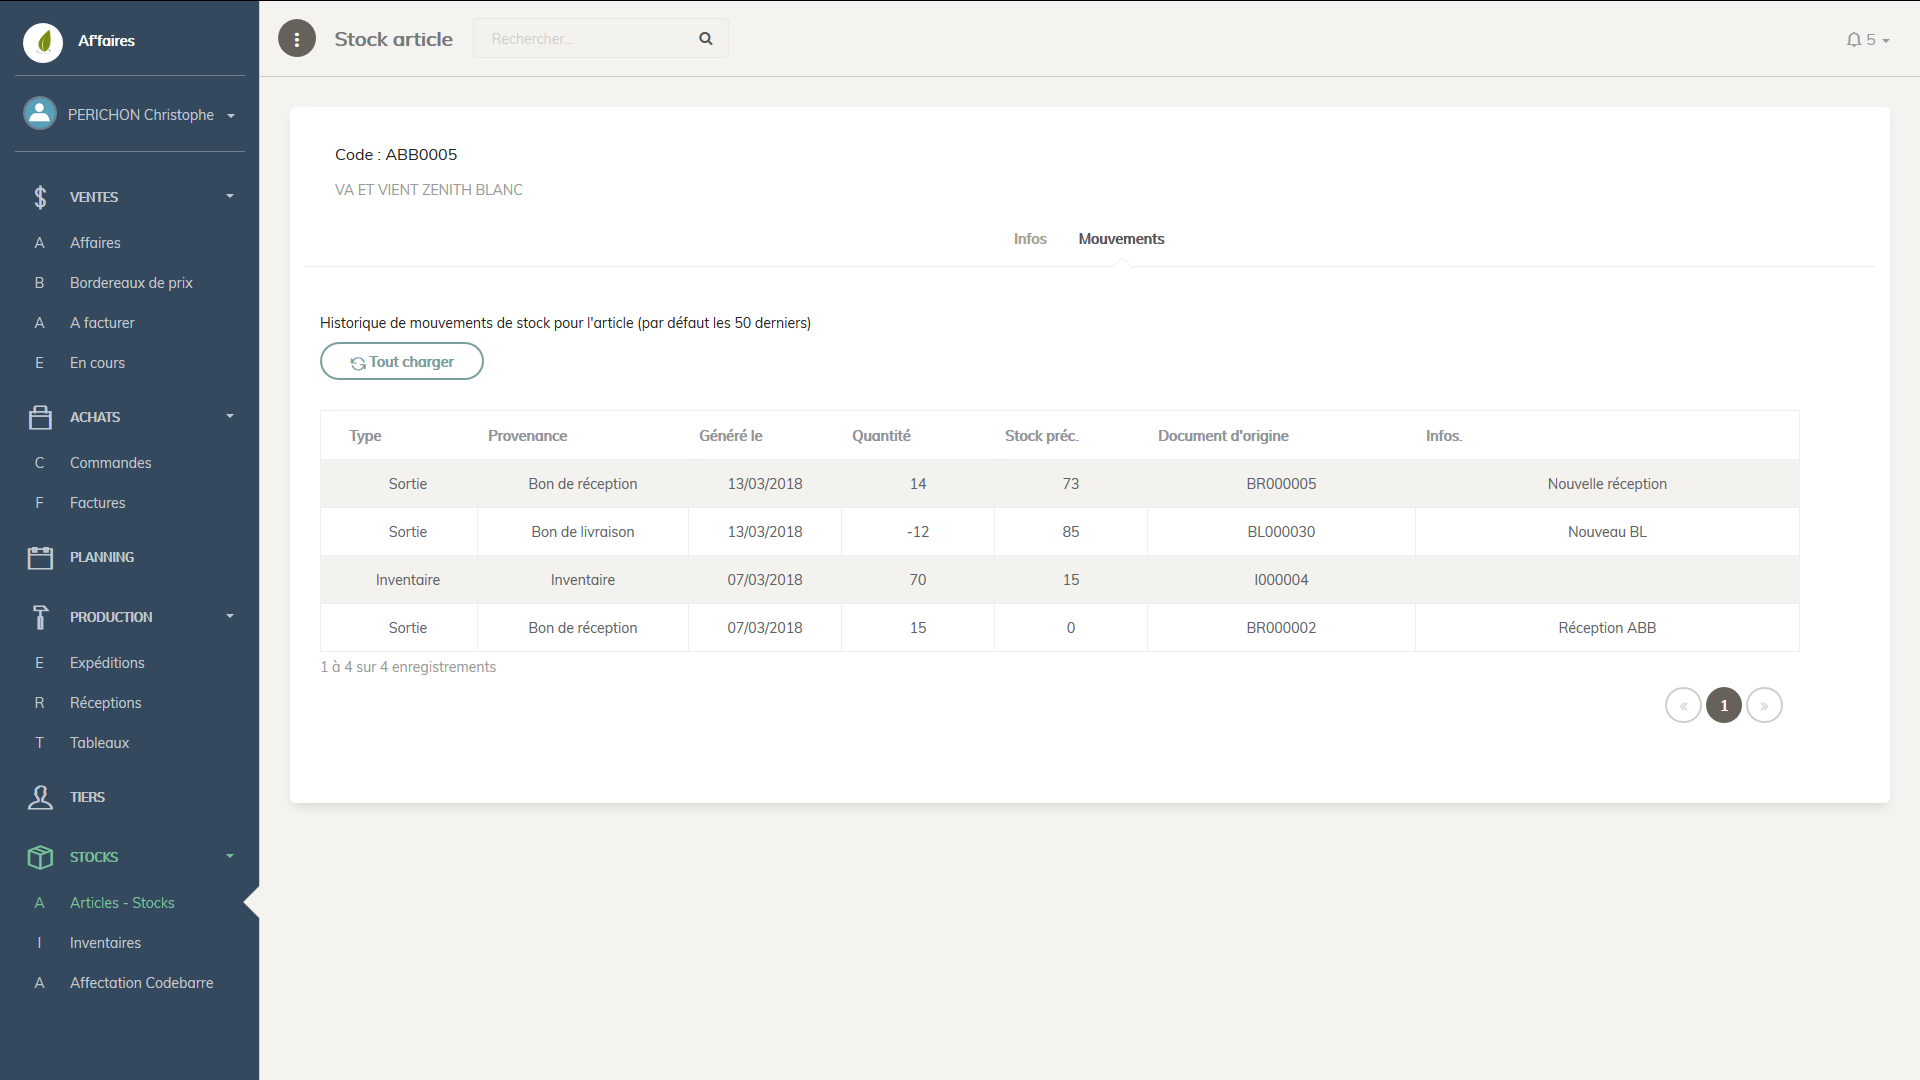 Af'faires
PERICHON Christophe
VENTES
A Affaires
B Bordereaux de prix
A A facturer
E En cours
ACHATS
C Commandes
F Factures
PLANNING
PRODUCTION
E Expéditions
R Réceptions
T Tableaux
TIERS
STOCKS
A Articles - Stocks
I Inventaires
A Affectation Codebarre
Stock article
Rechercher...
5
Code : ABB0005
VA ET VIENT ZENITH BLANC
Infos Mouvements
Historique de mouvements de stock pour l'article (par défaut les 50 derniers)
Tout charger
Type Provenance Généré le Quantité Stock préc. Document d'origine Infos.
Sortie Bon de réception 13/03/2018 14 73 BR000005 Nouvelle réception
Sortie Bon de livraison 13/03/2018 -12 85 BL000030 Nouveau BL
Inventaire Inventaire 07/03/2018 70 15 I000004
Sortie Bon de réception 07/03/2018 15 0 BR000002 Réception ABB
1 à 4 sur 4 enregistrements
« 1 »